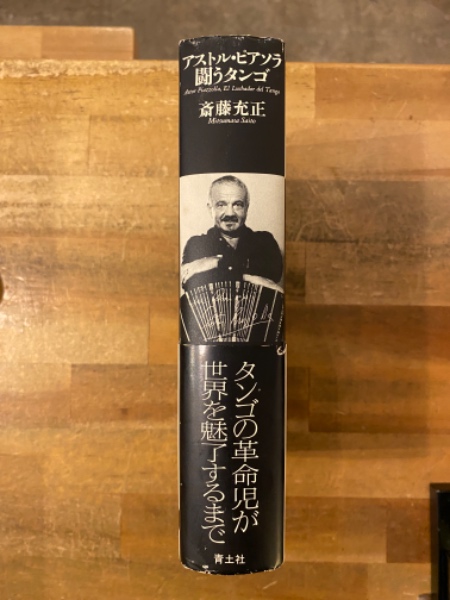 アストル・ピアソラ
闘うタンゴ
Astor Piazzolla, El Luchador del Tango
斎藤充正
Mitsumasa Saito
タンゴの革命児が
世界を魅了するまで
青土社